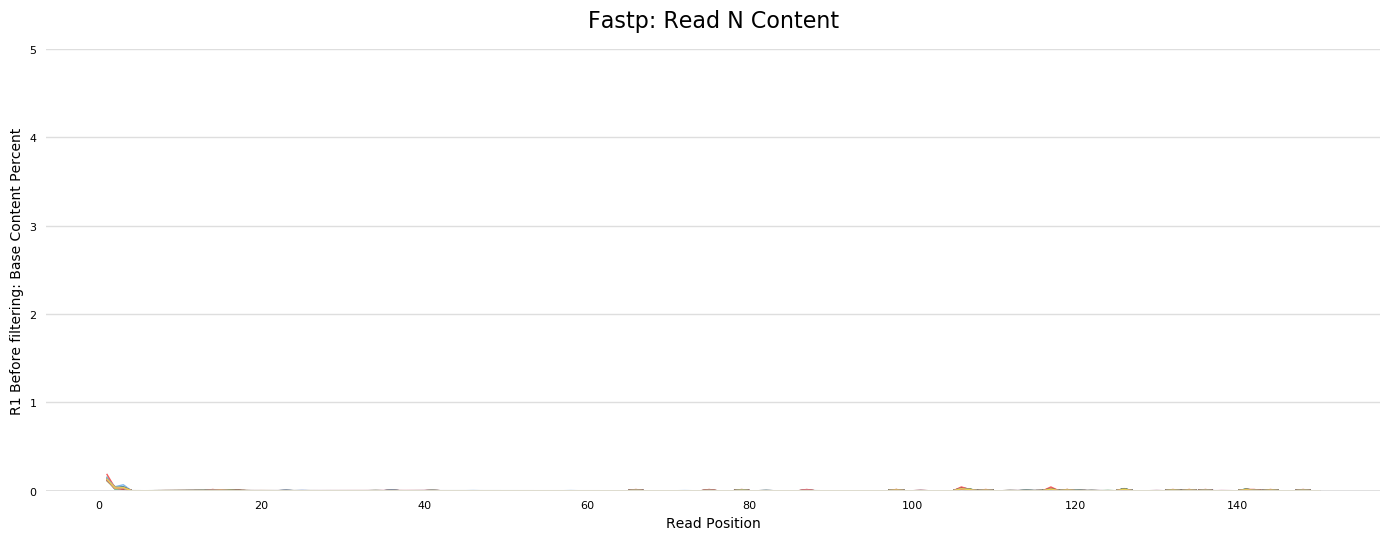 Fastp: Read N Content
R1 Before filtering: Base Content Percent
5
4
3
2
1
0
0 20 40 60 80 100 120 140
Read Position